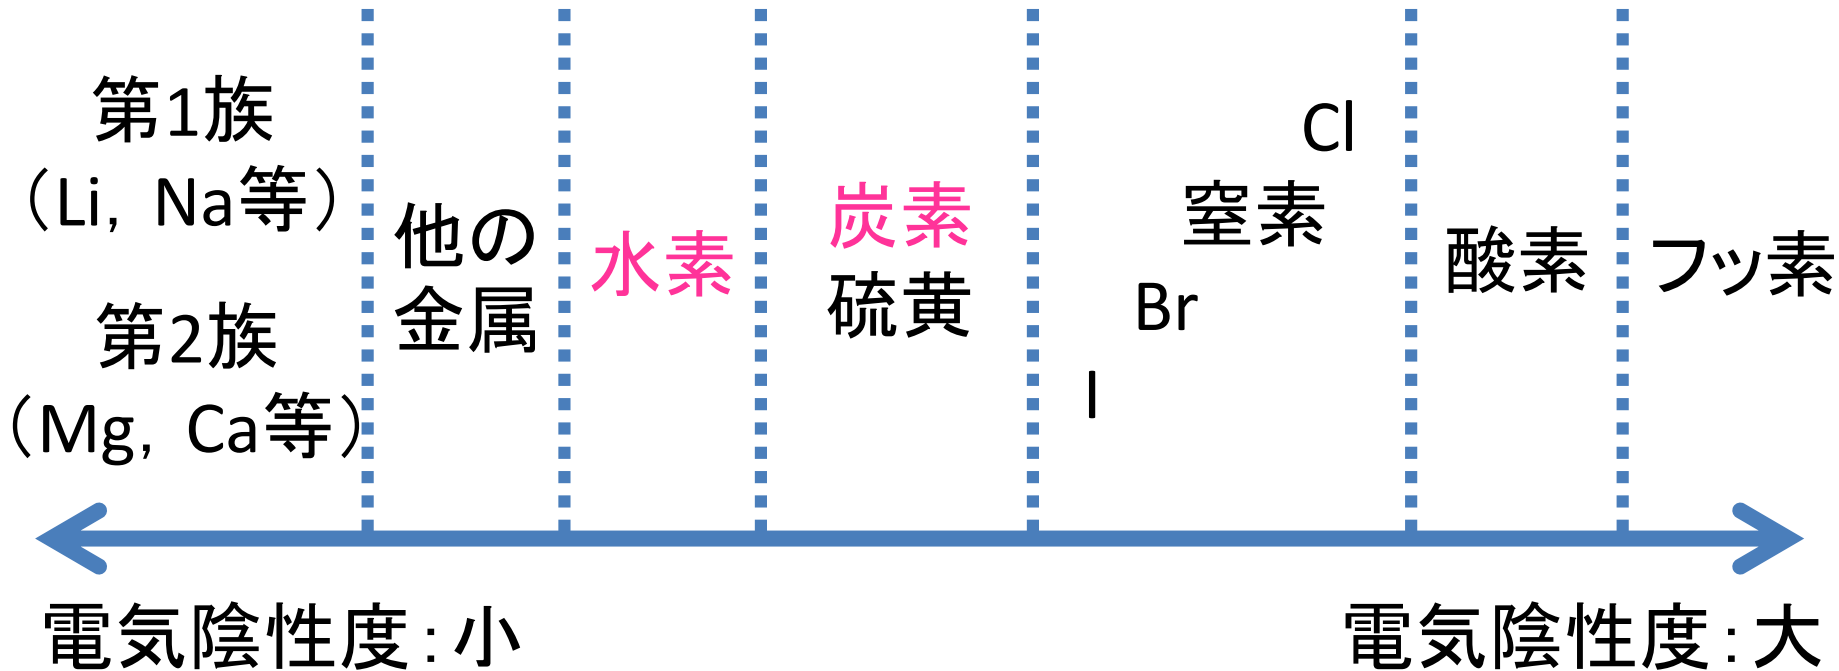 第1族
（Li，Na等）
第2族
（Mg，Ca等）
他の
金属
水素
炭素
硫黄
Cl
窒素
Br
I
酸素
フッ素
電気陰性度：小
電気陰性度：大